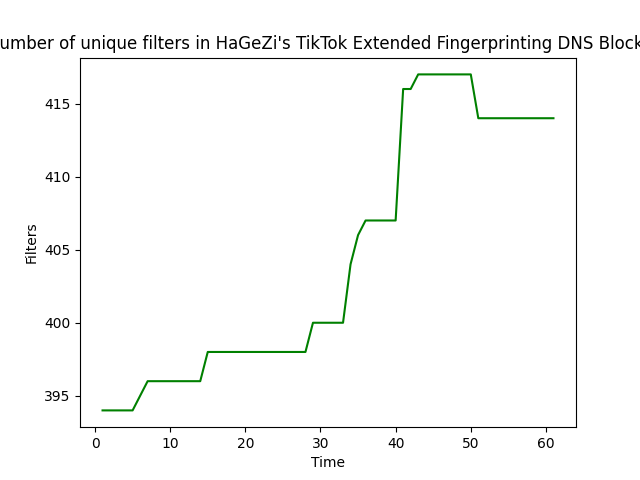 umber of unique filters in HaGeZi's TikTok Extended Fingerprinting DNS Block
415
410
405
400
395
Filters
0 10 20 30 40 50 60
Time